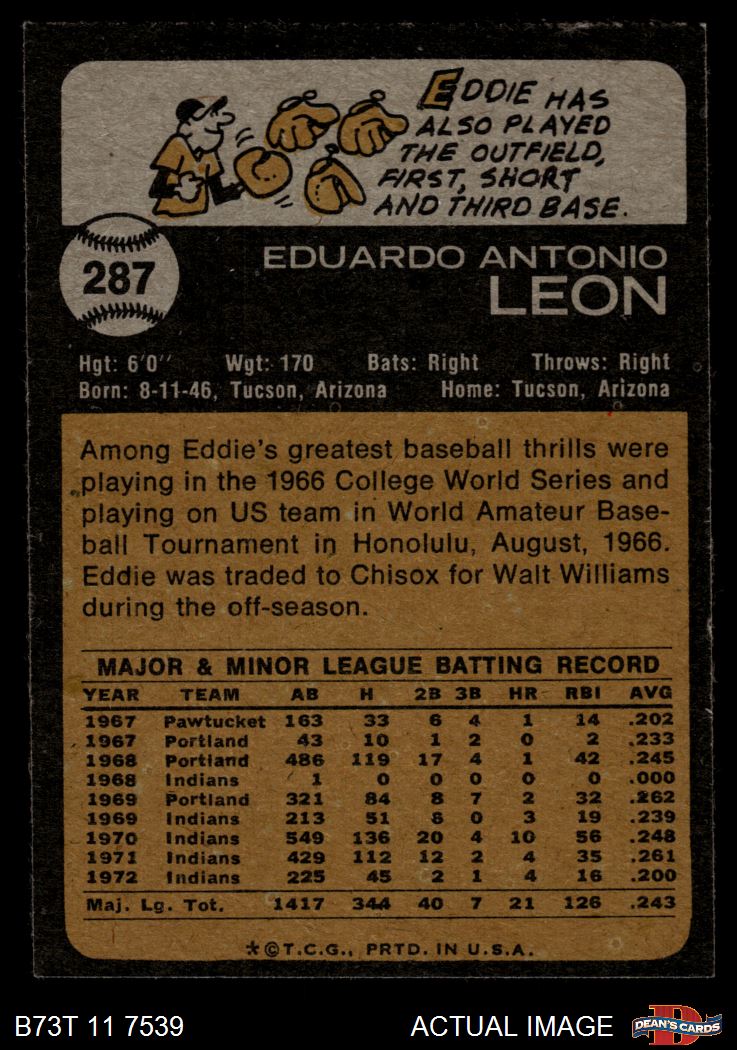 EDDIE HAS
ALSO PLAYED
THE OUTFIELD,
FIRST, SHORT
AND THIRD BASE.
287
EDUARDO ANTONIO
LEON
Hgt: 6'0" Wgt: 170 Bats: Right Throws: Right
Born: 8-11-46, Tucson, Arizona Home: Tucson, Arizona
Among Eddie's greatest baseball thrills were
playing in the 1966 College World Series and
playing on US team in World Amateur Base-
ball Tournament in Honolulu, August, 1966.
Eddie was traded to Chisox for Walt Williams
during the off-season.
MAJOR & MINOR LEAGUE BATTING RECORD
YEAR TEAM AB H 2B 3B HR RBI AVG
1967 Pawtucket 163 33 6 4 1 14 .202
1967 Portland 43 10 1 2 0 2 .233
1968 Portland 486 119 17 4 1 42 .245
1968 Indians 1 0 0 0 0 0 .000
1969 Portland 321 84 8 7 2 32 .262
1969 Indians 213 51 6 0 3 19 .239
1970 Indians 549 136 20 4 10 56 .248
1971 Indians 429 112 12 2 4 35 .261
1972 Indians 225 45 2 1 4 16 .200
Maj. Lg. Tot. 1417 344 40 7 21 126 .243
*©T.C.G., PRTD. IN U.S.A.
B73T 11 7539 ACTUAL IMAGE
D
DEAN'S CARDS